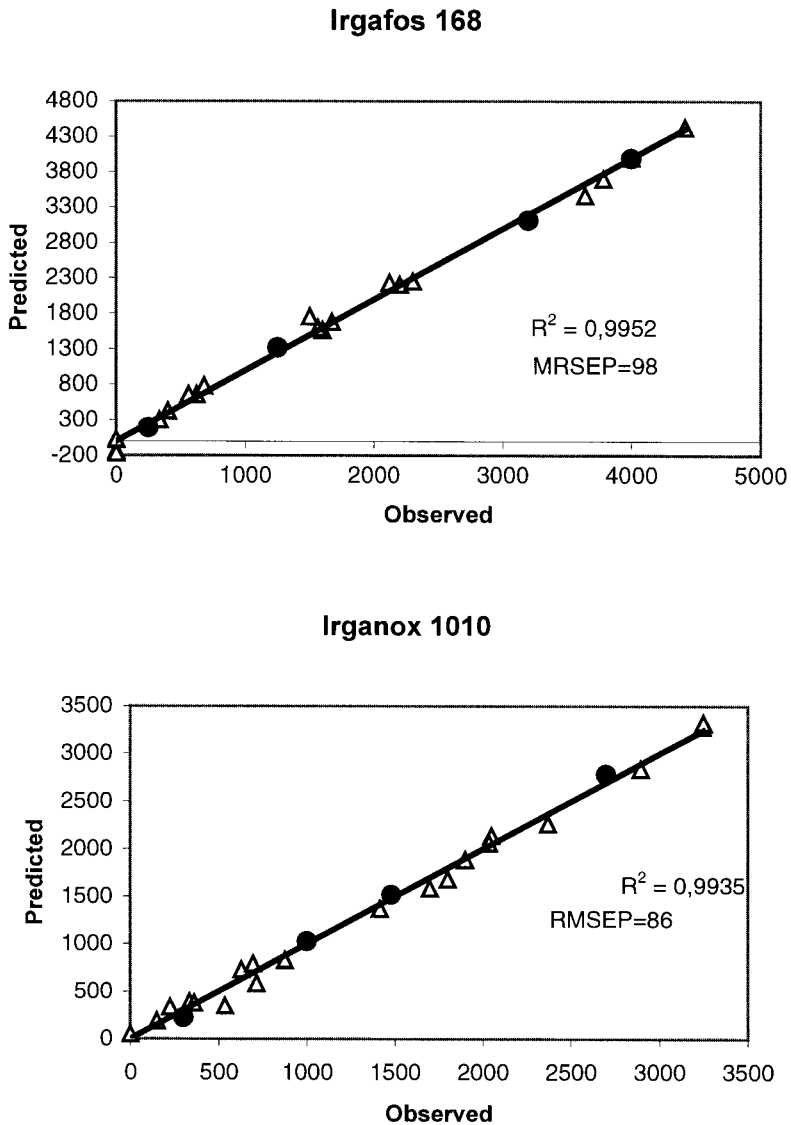 Irgafos 168
4800
4300
3800
3300
2800
2300
1800
1300
800
300
-200
Predicted
R² = 0,9952
MRSEP=98
0 1000 2000 3000 4000 5000
Observed
Irganox 1010
3500
3000
2500
2000
1500
1000
500
0
Predicted
R² = 0,9935
RMSEP=86
0 500 1000 1500 2000 2500 3000 3500
Observed